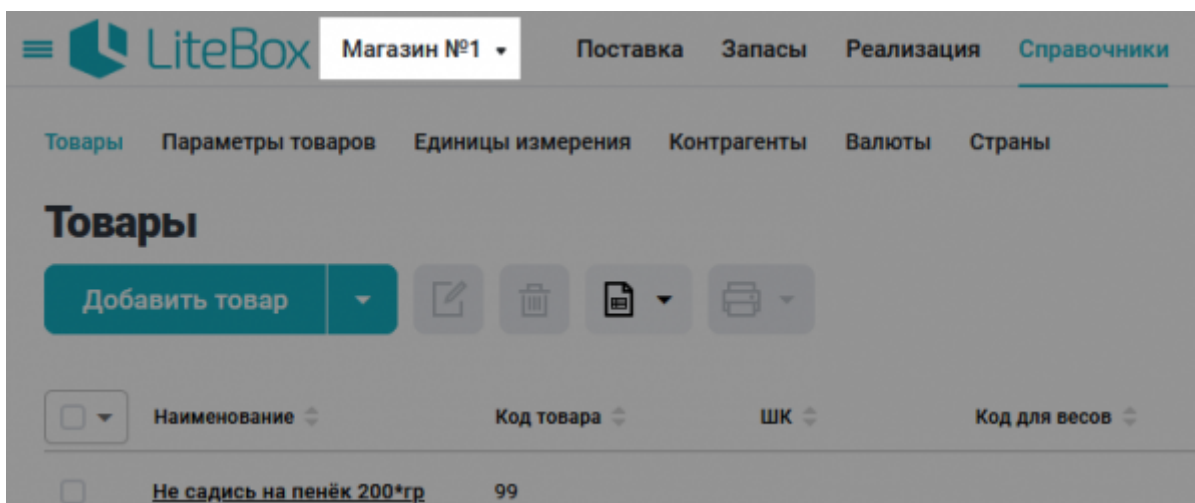 LiteBox Магазин №1 Поставка Запасы Реализация Справочники
Товары Параметры товаров Единицы измерения Контрагенты Валюты Страны
Товары
Добавить товар
Наименование Код товара ШК Код для весов
Не садись на пенёк 200*гр 99